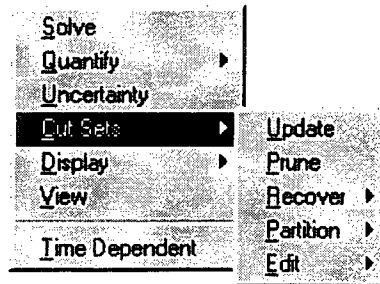 Solve
Quantify
Uncertainty
Cut Sets
Display
View
Time Dependent
Update
Prune
Recover
Partition
Edit